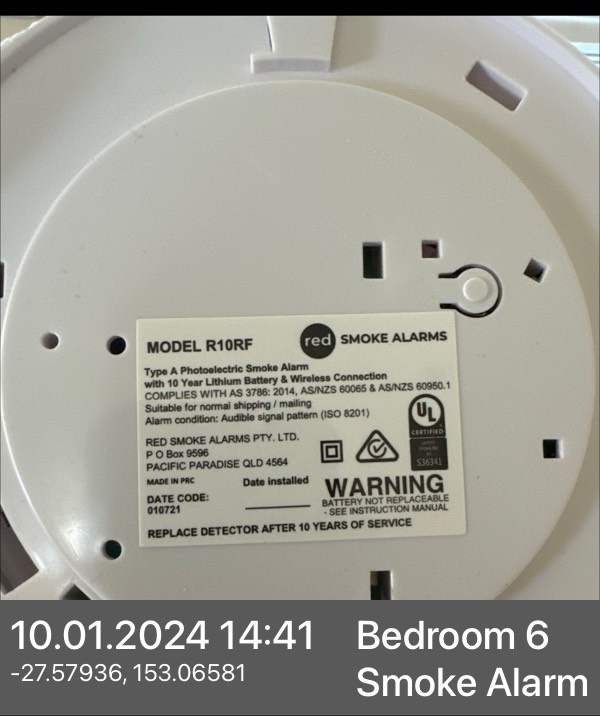 MODEL R10RF
red SMOKE ALARMS
Type A Photoelectric Smoke Alarm
with 10 Year Lithium Battery & Wireless Connection
COMPLIES WITH AS 3786: 2014, AS/NZS 60065 & AS/NZS 60950.1
Suitable for normal shipping / mailing
Alarm condition: Audible signal pattern (ISO 8201)
RED SMOKE ALARMS PTY. LTD.
P O Box 9596
PACIFIC PARADISE QLD 4564
MADE IN PRC
DATE CODE:
010721
Date installed
UL
CERTIFIED
S36341
WARNING
BATTERY NOT REPLACEABLE
- SEE INSTRUCTION MANUAL
REPLACE DETECTOR AFTER 10 YEARS OF SERVICE
10.01.2024 14:41
-27.57936, 153.06581
Bedroom 6
Smoke Alarm